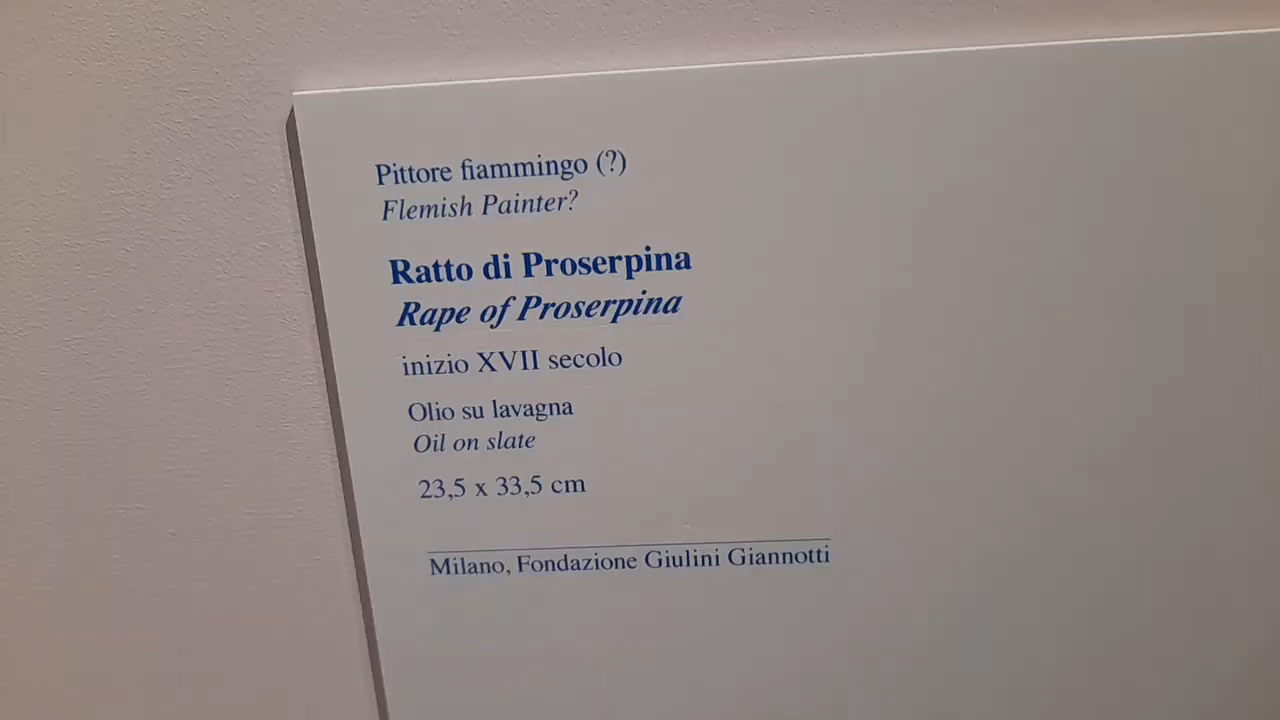 Pittore fiammingo (?)
Flemish Painter?
Ratto di Proserpina
Rape of Proserpina
inizio XVII secolo
Olio su lavagna
Oil on slate
23,5 x 33,5 cm
Milano, Fondazione Giulini Giannotti